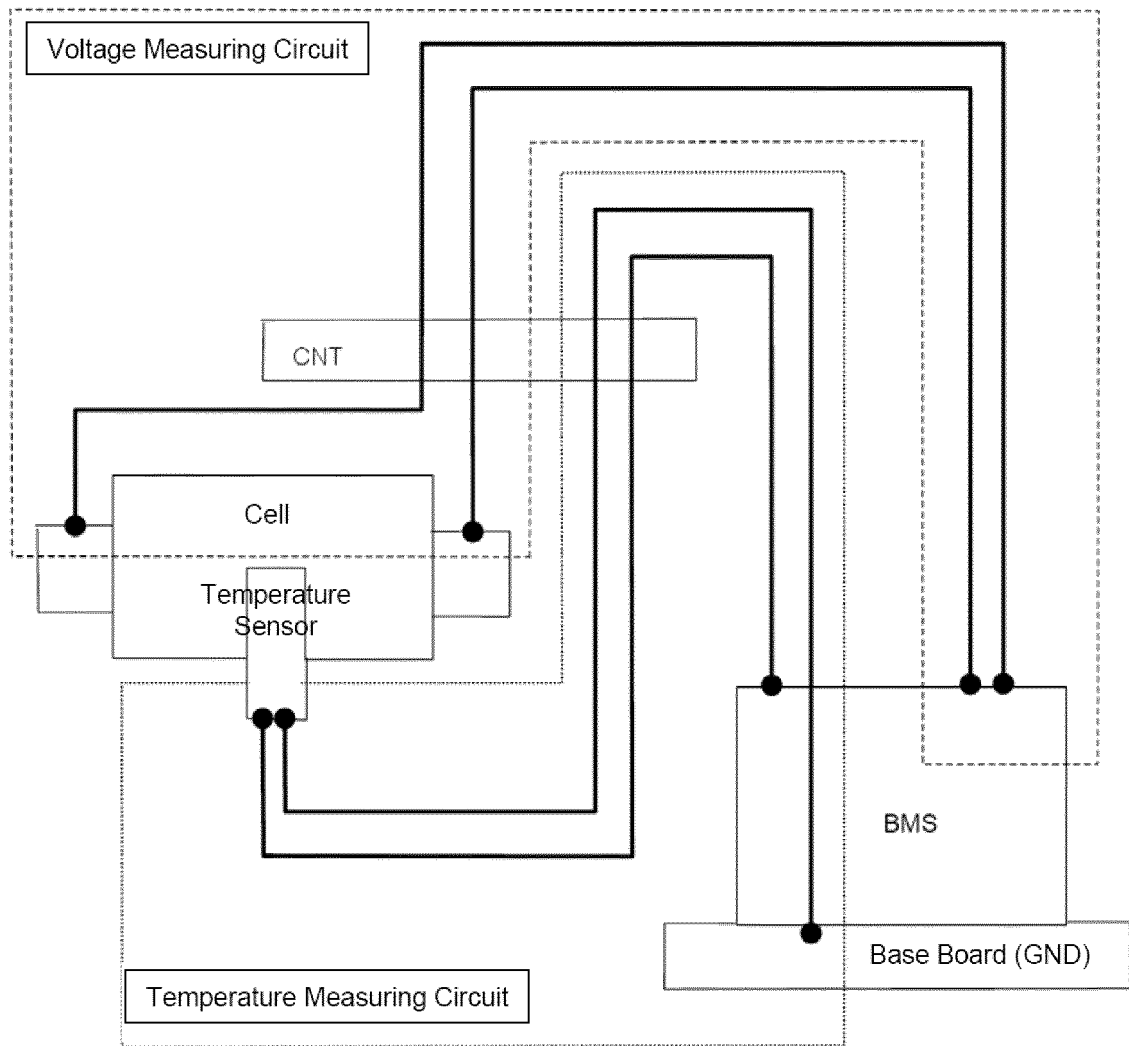 Voltage Measuring Circuit
CNT
Cell
Temperature
Sensor
BMS
Base Board (GND)
Temperature Measuring Circuit